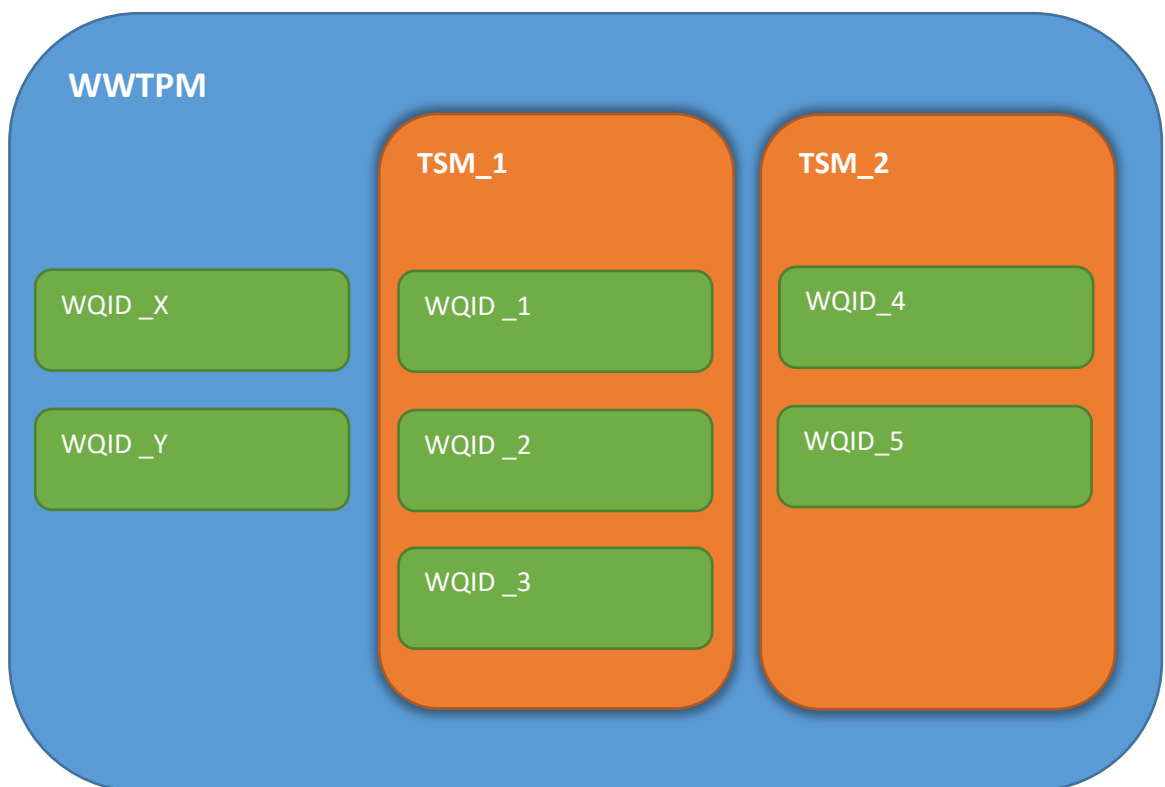 WWTPM
TSM_1
TSM_2
WQID _X
WQID _1
WQID_4
WQID _Y
WQID _2
WQID_5
WQID _3